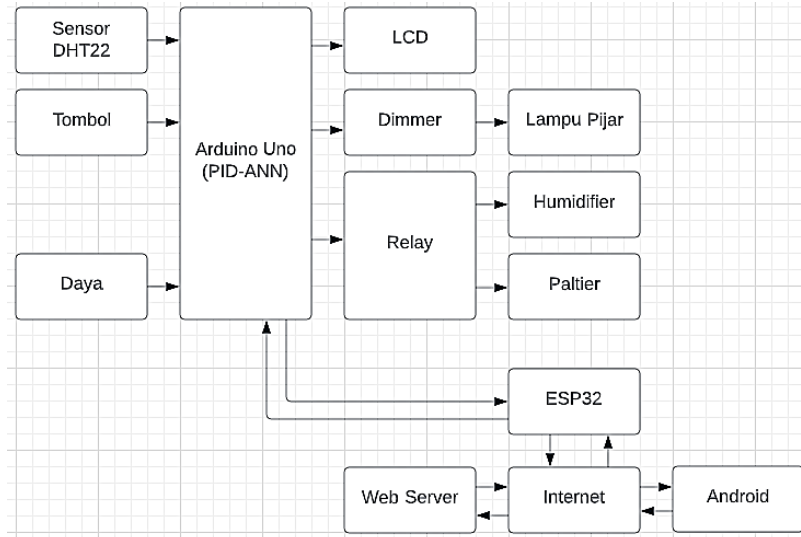 Sensor
DHT22
LCD
Tombol
Arduino Uno
(PID-ANN)
Dimmer
Lampu Pijar
Relay
Humidifier
Daya
Paltier
ESP32
Web Server
Internet
Android